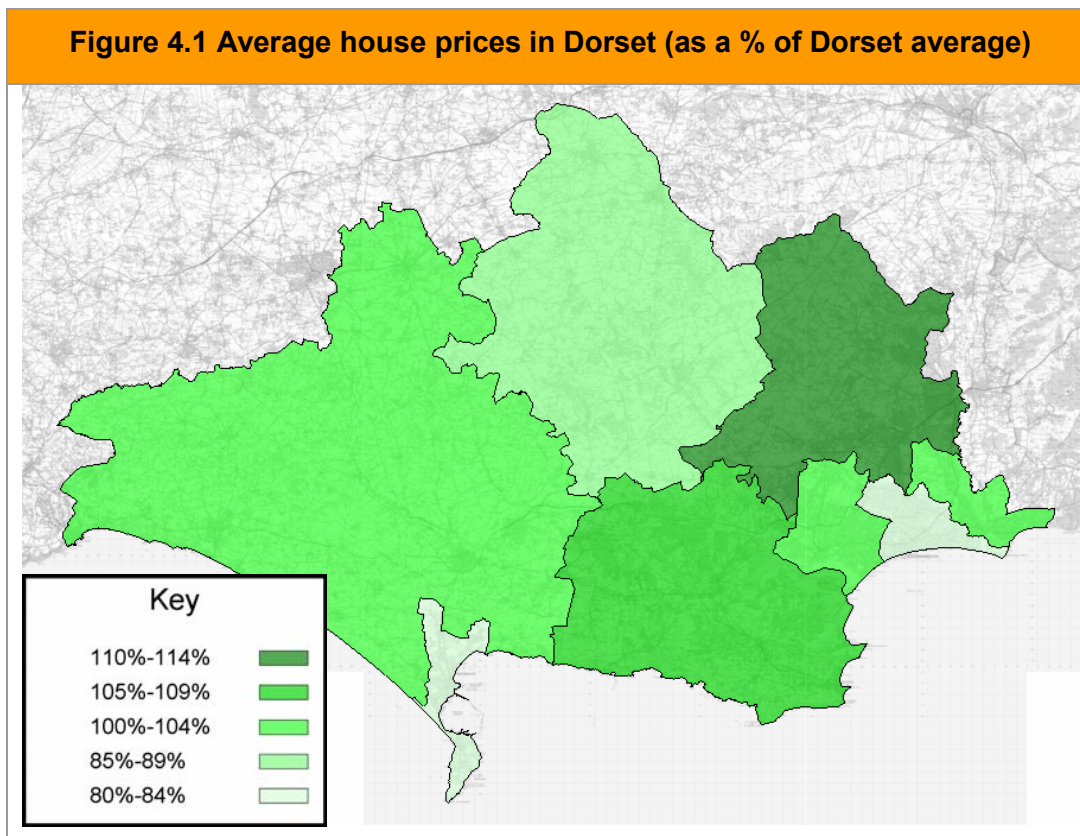 Figure 4.1 Average house prices in Dorset (as a % of Dorset average)
Key
110%-114%
105%-109%
100%-104%
85%-89%
80%-84%